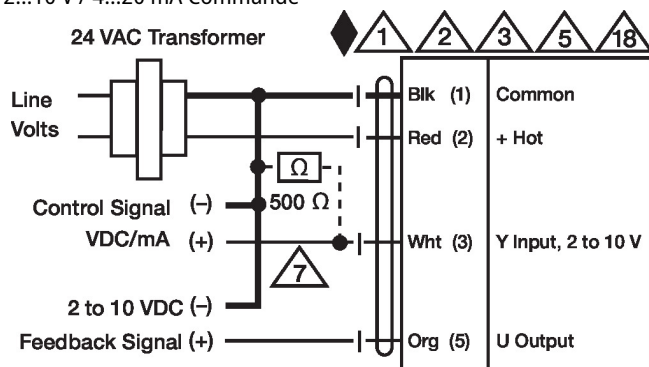 2...10 V / 4...20 mA Commande
24 VAC Transformer
1 2 3 5 18
Line
Volts
Blk (1) Common
Red (2) + Hot
Ω
500 Ω
Control Signal (-)
VDC/mA (+)
Wht (3) Y Input, 2 to 10 V
7
2 to 10 VDC (-)
Feedback Signal (+)
Org (5) U Output